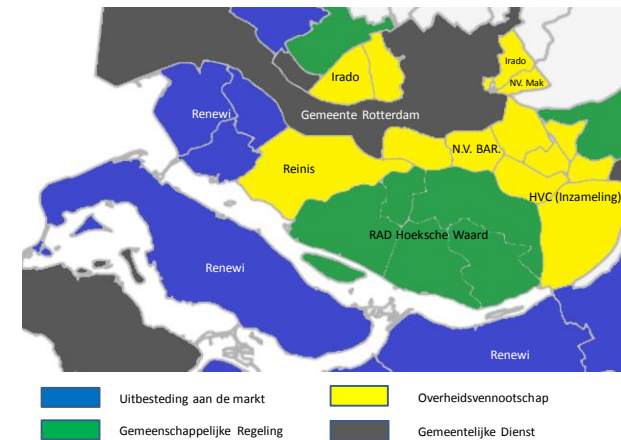 Irado
Irado
NV. Mak
Renewi
Gemeente Rotterdam
N.V. BAR.
Reinis
HVC (Inzameling)
RAD Hoeksche Waard
Renewi
Renewi
Uitbesteding aan de markt
Overheidsvennootschap
Gemeenschappelijke Regeling
Gemeentelijke Dienst